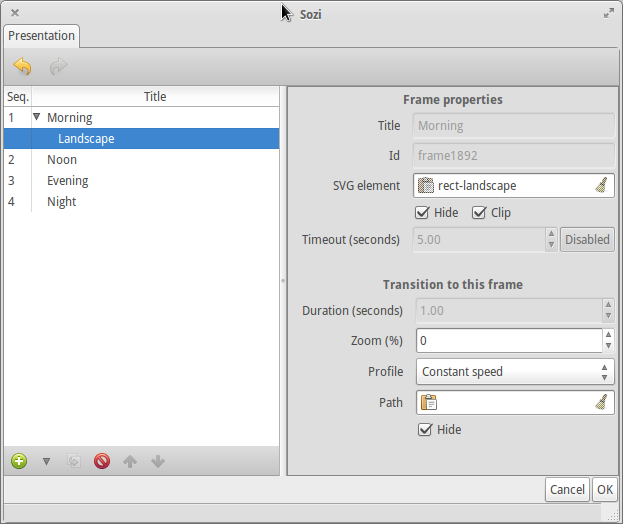 Sozi
Presentation
Seq. Title
1 Morning
Landscape
2 Noon
3 Evening
4 Night
Frame properties
Title Morning
Id frame1892
SVG element rect-landscape
Hide Clip
Timeout (seconds) 5.00 Disabled
Transition to this frame
Duration (seconds) 1.00
Zoom (%) 0
Profile Constant speed
Path
Hide
Cancel OK